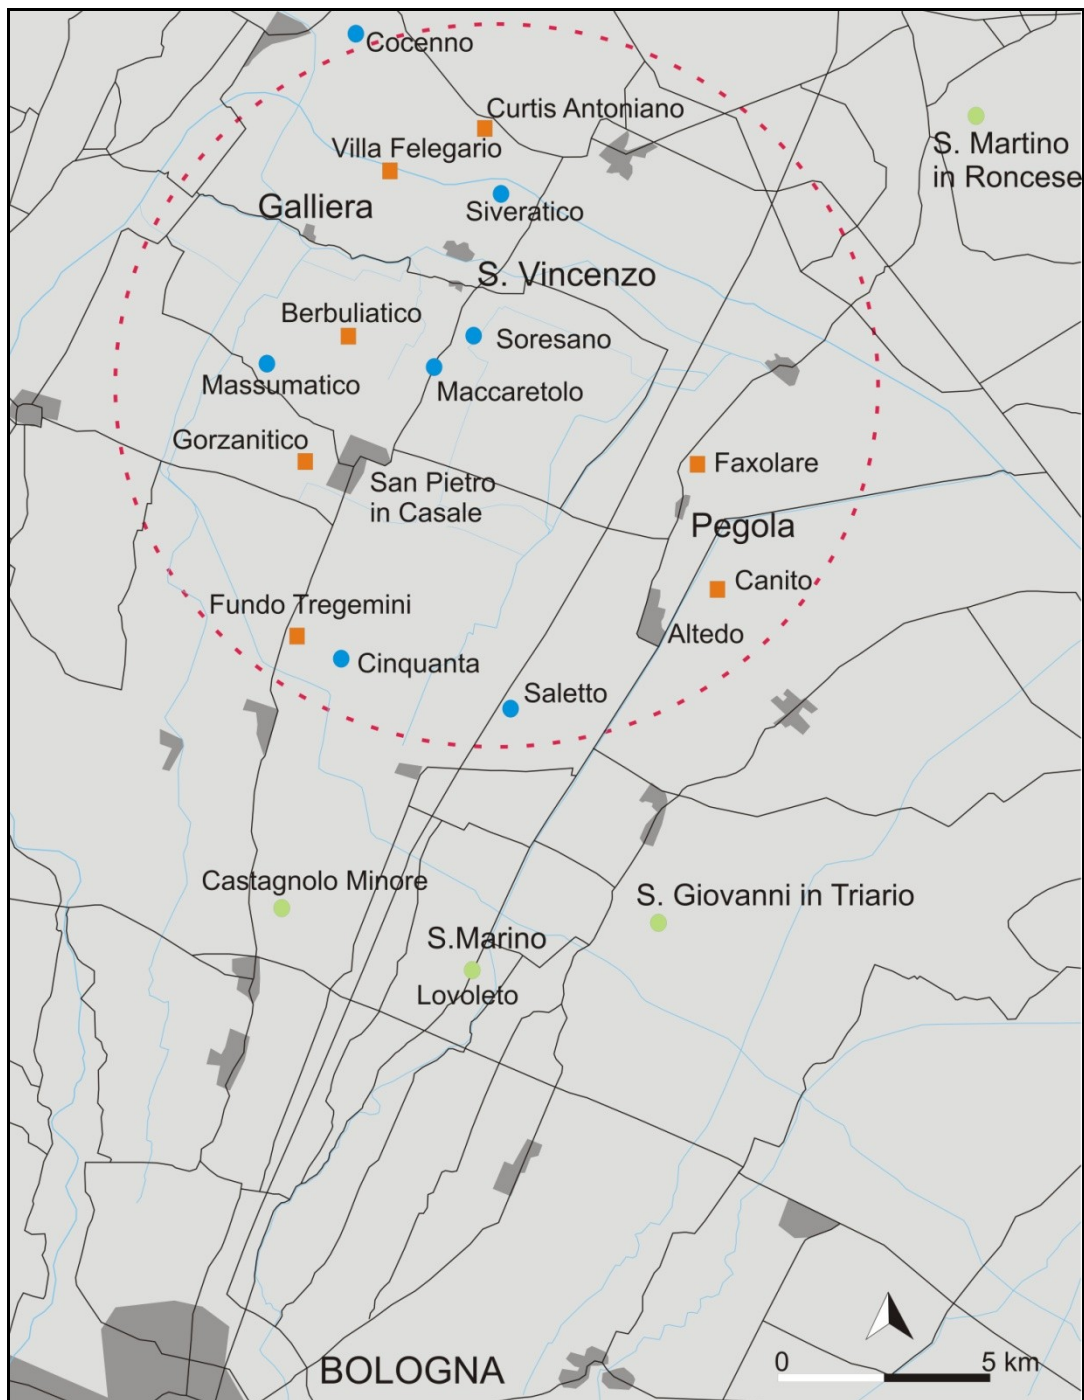 Cocenno
Curtis Antoniano
S. Martino
in Roncese
Villa Felegario
Galliera
Siveratico
S. Vincenzo
Berbuliatico
Soresano
Massumatico
Maccaretolo
Gorzanitico
San Pietro
in Casale
Faxolare
Pegola
Canito
Fundo Tregemini
Altedo
Cinquanta
Saletto
Castagnolo Minore
S. Giovanni in Triario
S.Marino
Lovoleto
BOLOGNA
0 5 km